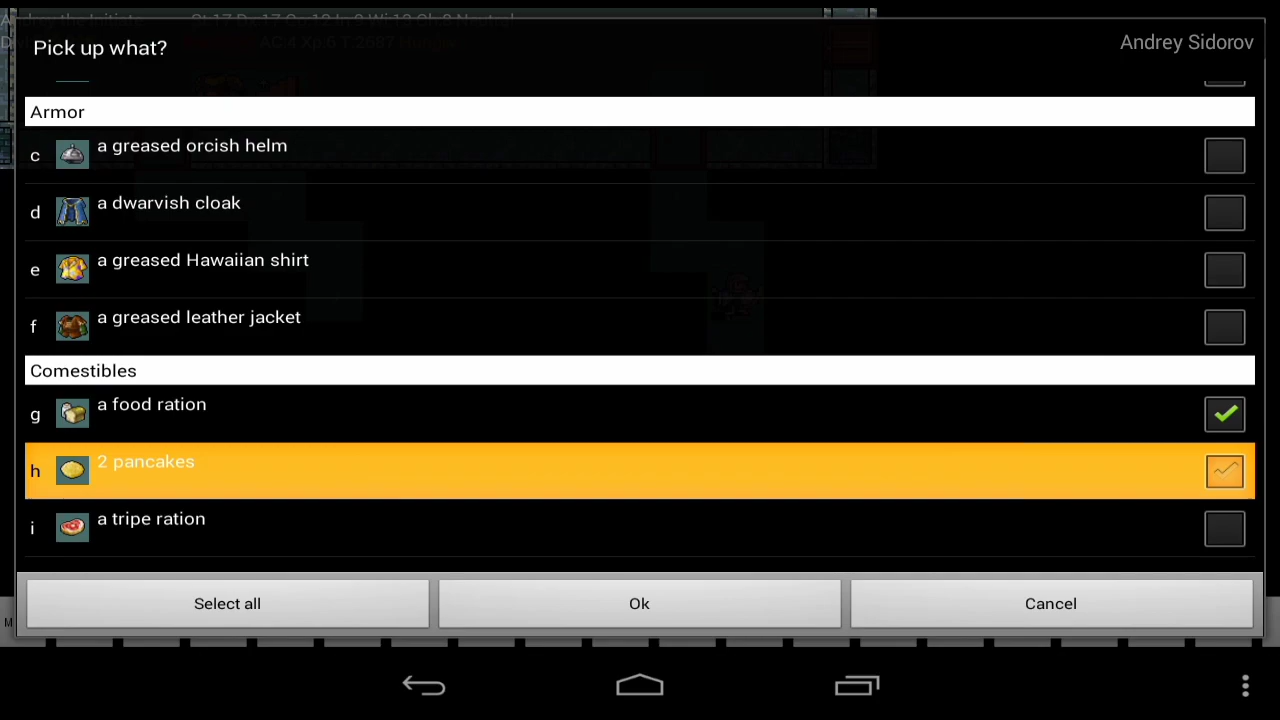 Pick up what?
Andrey Sidorov
Armor
c a greased orcish helm
d a dwarvish cloak
e a greased Hawaiian shirt
f a greased leather jacket
Comestibles
g a food ration
h 2 pancakes
i a tripe ration
Select all
Ok
Cancel
M